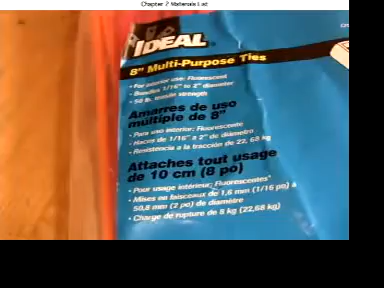 Chapter 7 Materials List
IDEAL
8" Multi-Purpose Ties
• For interior use: Fluorescent
• Bundles 1/16" to 2" diameter
• 50 lb. tensile strength
Amarres de uso
múltiple de 8"
• Para uso interior: Fluorescente
• Haces de 1/16" a 2" de diámetro
• Resistencia a la tracción de 22, 68 kg
Attaches tout usage
de 10 cm (8 po)
• Pour usage intérieur: Fluorescentes
• Mises en faisceaux de 1,6 mm (1/16 po) à
50,8 mm (2 po) de diamètre
• Charge de rupture de 8 kg (22,68 kg)